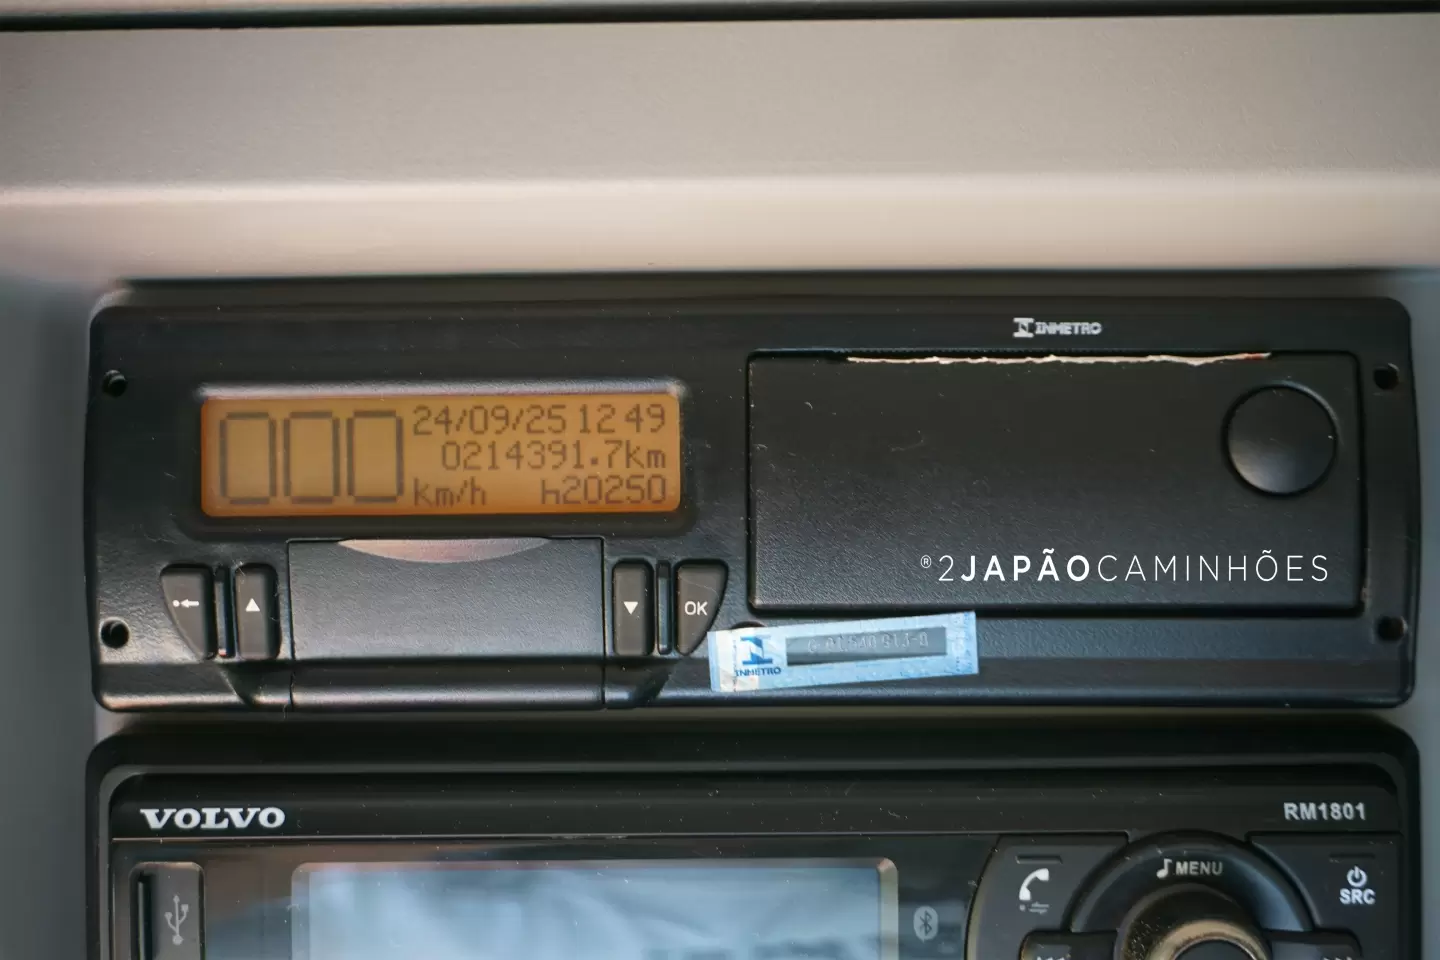 INMETRO
000
24/09/25 12 49
0214391.7km
km/h h20250
OK
®2JAPÃOCAMINHÕES
INMETRO
VOLVO
RM1801
MENU
SRC